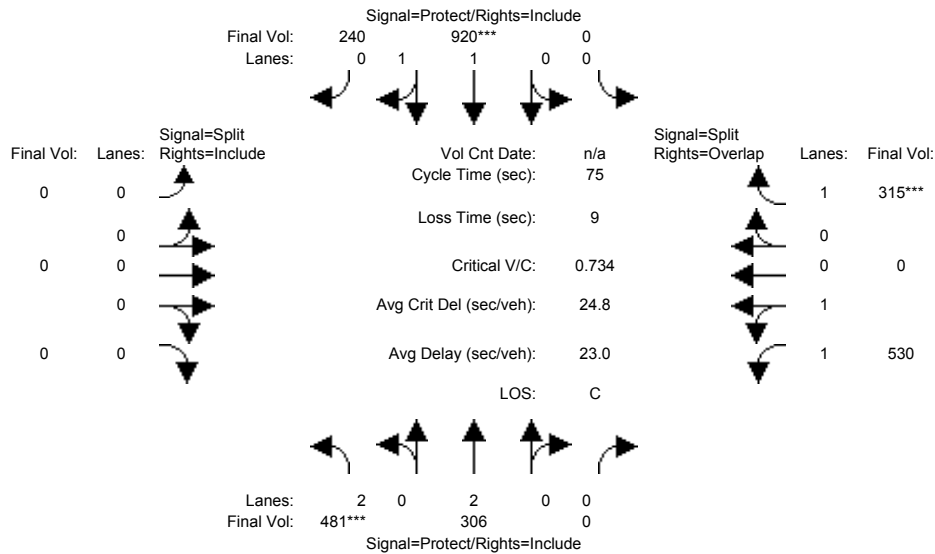 Signal=Protect/Rights=Include
Final Vol: 240 920*** 0
Lanes: 0 1 1 0 0
Signal=Split
Final Vol: Lanes: Rights=Include
Vol Cnt Date: n/a
Signal=Split
Rights=Overlap Lanes: Final Vol:
Cycle Time (sec): 75
0 0
1 315***
Loss Time (sec): 9
0
0
0 0
Critical V/C: 0.734
0 0
0
Avg Crit Del (sec/veh): 24.8
1
0 0
Avg Delay (sec/veh): 23.0
1 530
LOS: C
Lanes: 2 0 2 0 0
Final Vol: 481*** 306 0
Signal=Protect/Rights=Include